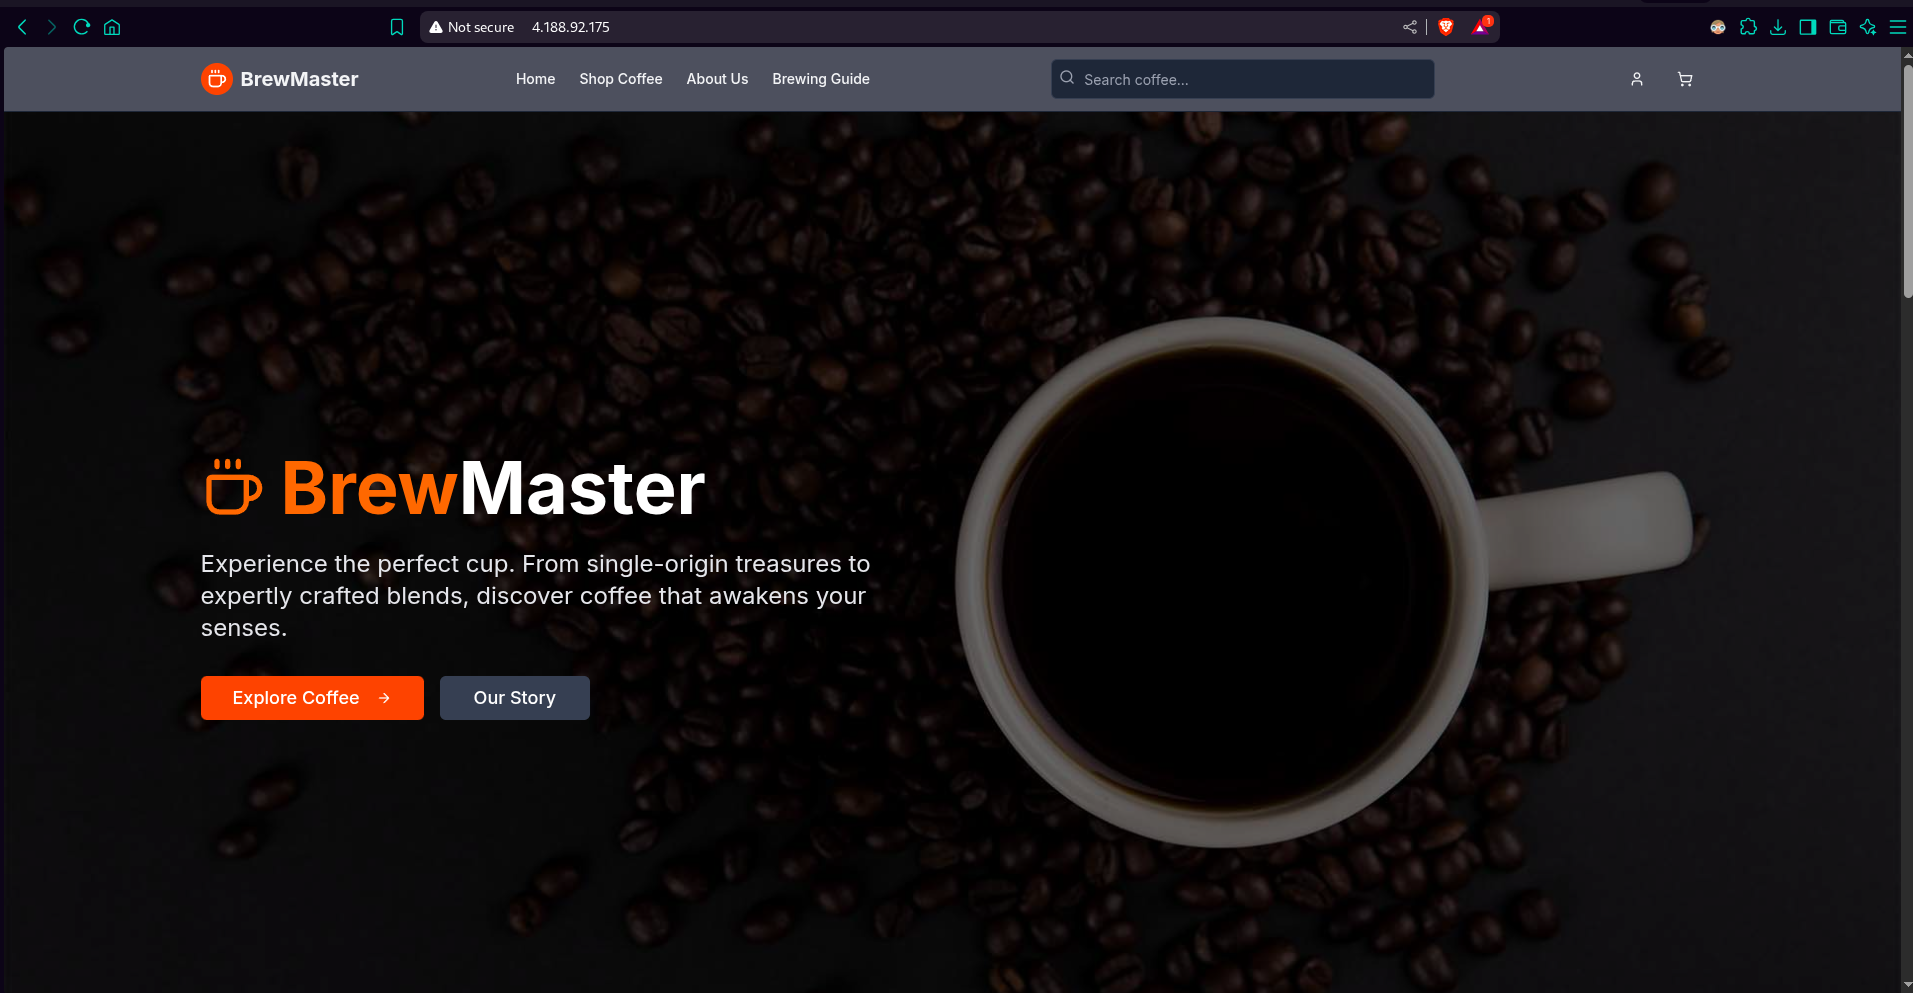 Not secure 4.188.92.175
1
BrewMaster
Home Shop Coffee About Us Brewing Guide
Search coffee...
BrewMaster
Experience the perfect cup. From single-origin treasures to
expertly crafted blends, discover coffee that awakens your
senses.
Explore Coffee →
Our Story